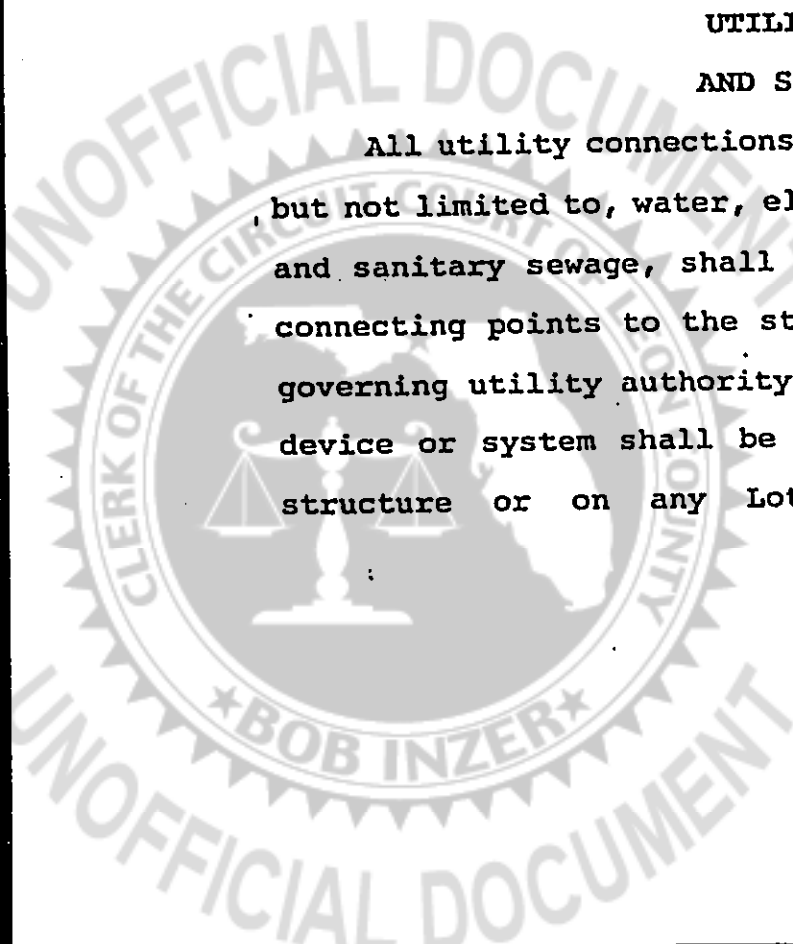 UTILI
AND S
All utility connections
but not limited to, water, el
and sanitary sewage, shall
connecting points to the st
governing utility authority
device or system shall be
structure or on any Lot
UNOFFICIAL DOCUMENT
CLERK OF THE CIRCUIT COURT OF LEON COUNTY
★BOB INZER★
UNOFFICIAL DOCUMENT